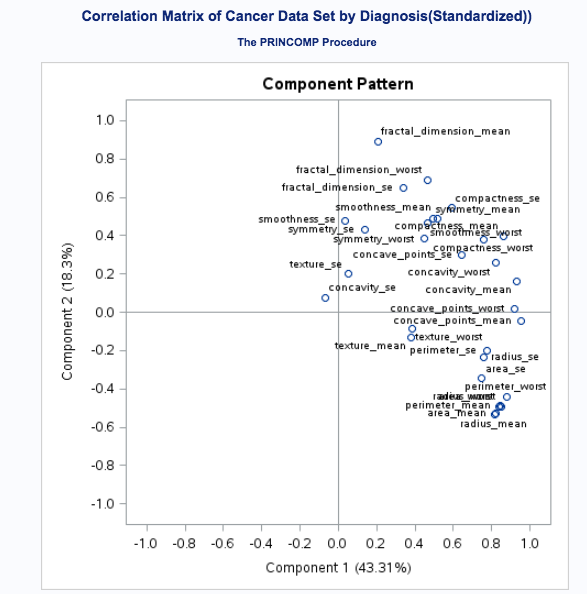 Correlation Matrix of Cancer Data Set by Diagnosis(Standardized))
The PRINCOMP Procedure
Component Pattern
fractal_dimension_mean
fractal_dimension_worst
fractal_dimension_se
compactness_se
smoothness_mean
symmetry_mean
smoothness_se
compactness_mean
symmetry_se
smoothness_worst
symmetry_worst
compactness_worst
concave_points_se
texture_se
concavity_worst
concavity_se
concavity_mean
concave_points_worst
concave_points_mean
texture_worst
texture_mean
perimeter_se
radius_se
area_se
perimeter_worst
perimeter_mean
area_mean
radius_mean
1.0
0.8
0.6
0.4
0.2
0.0
-0.2
-0.4
-0.6
-0.8
-1.0
Component 2 (18.3%)
-1.0 -0.8 -0.6 -0.4 -0.2 0.0 0.2 0.4 0.6 0.8 1.0
Component 1 (43.31%)